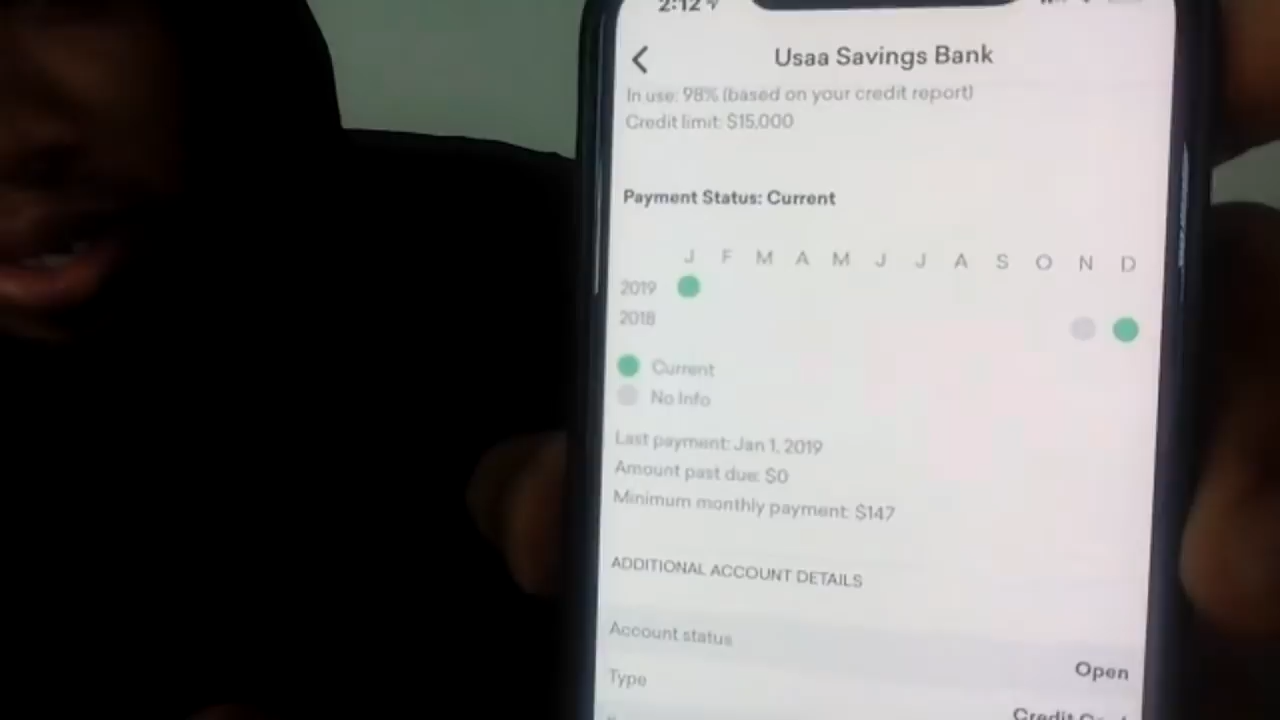 2:12
Usaa Savings Bank
In use: 98% (based on your credit report)
Credit limit: $15,000
Payment Status: Current
J F M A M J J A S O N D
2019
2018
Current
No Info
Last payment: Jan 1, 2019
Amount past due: $0
Minimum monthly payment: $147
ADDITIONAL ACCOUNT DETAILS
Account status
Open
Type
Credit